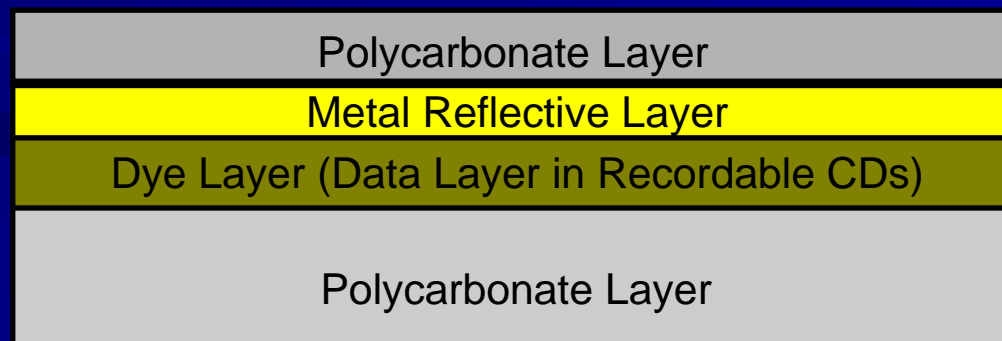 Polycarbonate Layer
Metal Reflective Layer
Dye Layer (Data Layer in Recordable CDs)
Polycarbonate Layer